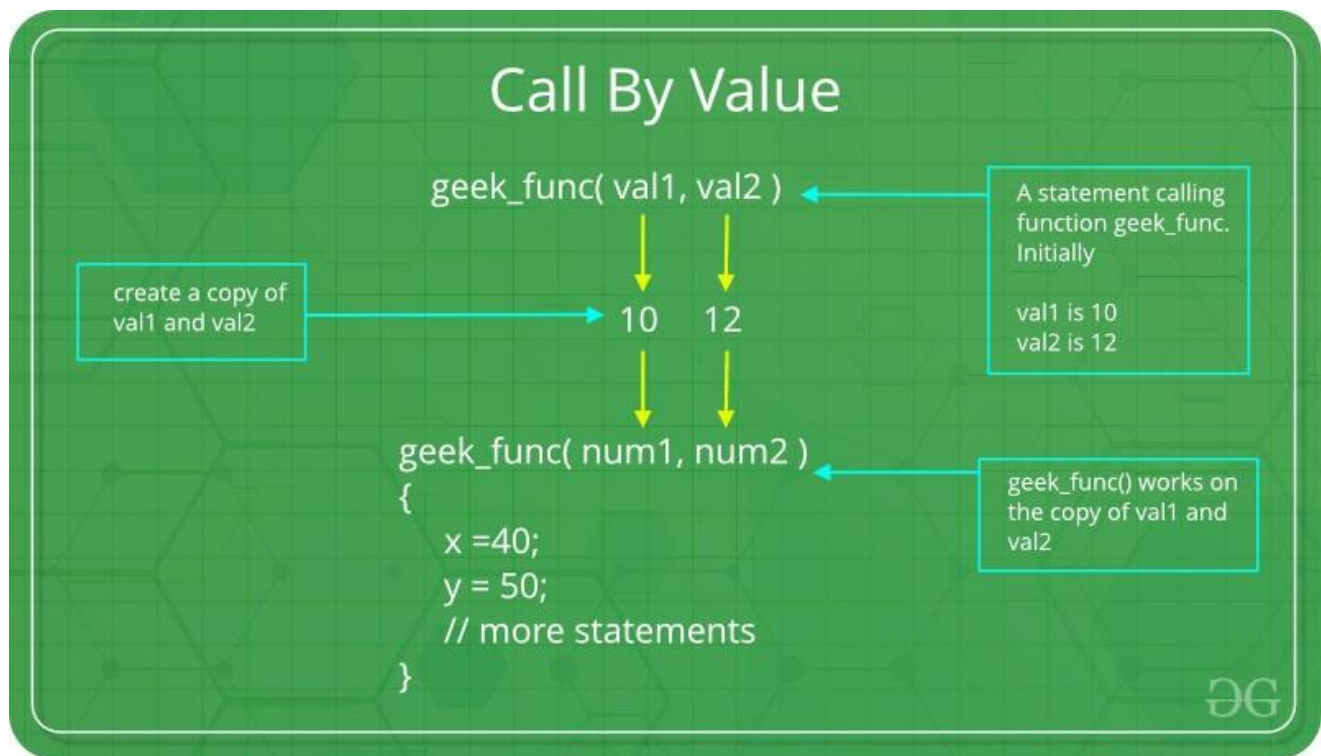 Call By Value
geek_func( val1, val2 )
A statement calling
function geek_func.
Initially
val1 is 10
val2 is 12
create a copy of
val1 and val2
10 12
geek_func( num1, num2 )
{
x =40;
y = 50;
// more statements
}
geek_func() works on
the copy of val1 and
val2